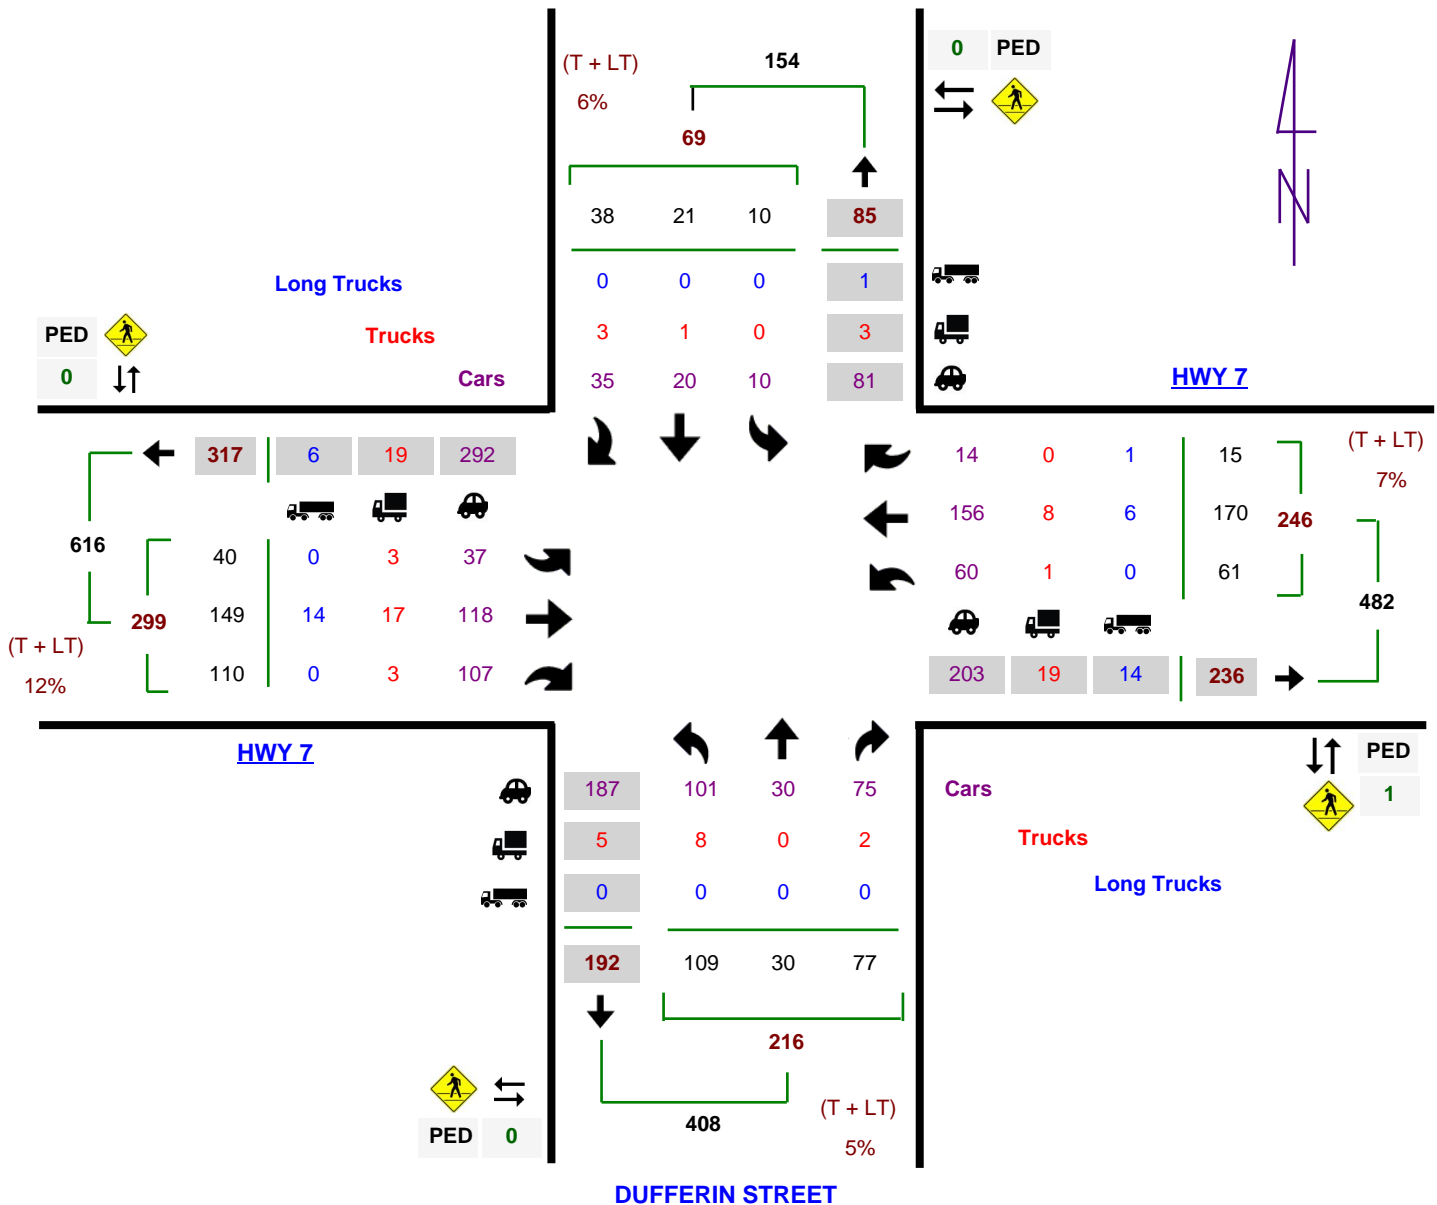 (T + LT) 154 0 PED
6%
69
38 21 10 85
N
Long Trucks 0 0 0 1
PED Trucks 3 1 0 3
0 Cars 35 20 10 81 HWY 7
317 6 19 292 14 0 1 15 (T + LT)
7%
156 8 6 170 246
616 40 0 3 37 60 1 0 61
482
299 149 14 17 118
(T + LT)
12%
110 0 3 107 203 19 14 236
HWY 7 PED
187 101 30 75 Cars 1
5 8 0 2 Trucks
0 0 0 0 Long Trucks
192 109 30 77
216
408 (T + LT)
PED 0 5%
DUFFERIN STREET